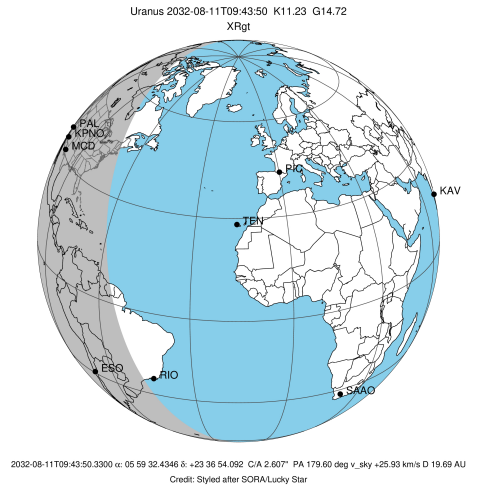 Uranus 2032-08-11T09:43:50 K11.23 G14.72
XRgt
PAL
KPNO
MCD
PIC
KAV
TEN
ESO
RIO
SAAO
2032-08-11T09:43:50.3300 α: 05 59 32.4346 δ: +23 36 54.092 C/A 2.607" PA 179.60 deg v_sky +25.93 km/s D 19.69 AU
Credit: Styled after SORA/Lucky Star